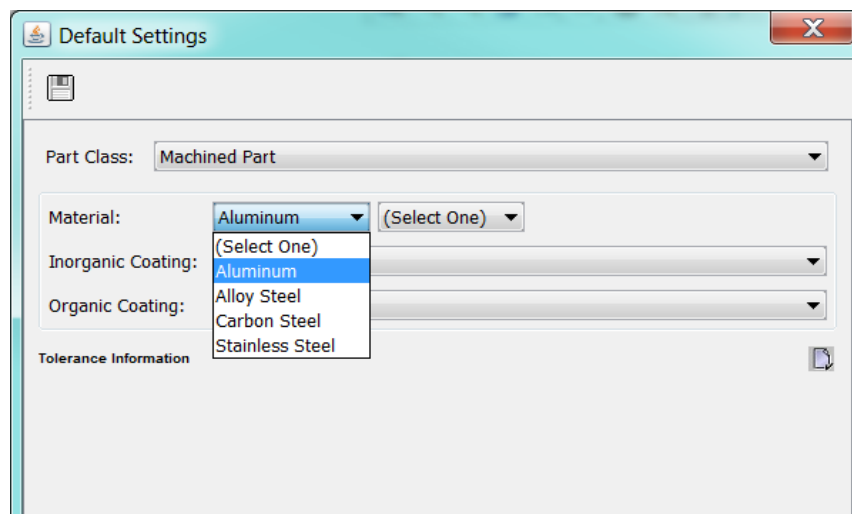 Default Settings
Part Class: Machined Part
Material: Aluminum (Select One)
(Select One)
Inorganic Coating:
Aluminum
Alloy Steel
Organic Coating:
Carbon Steel
Stainless Steel
Tolerance Information